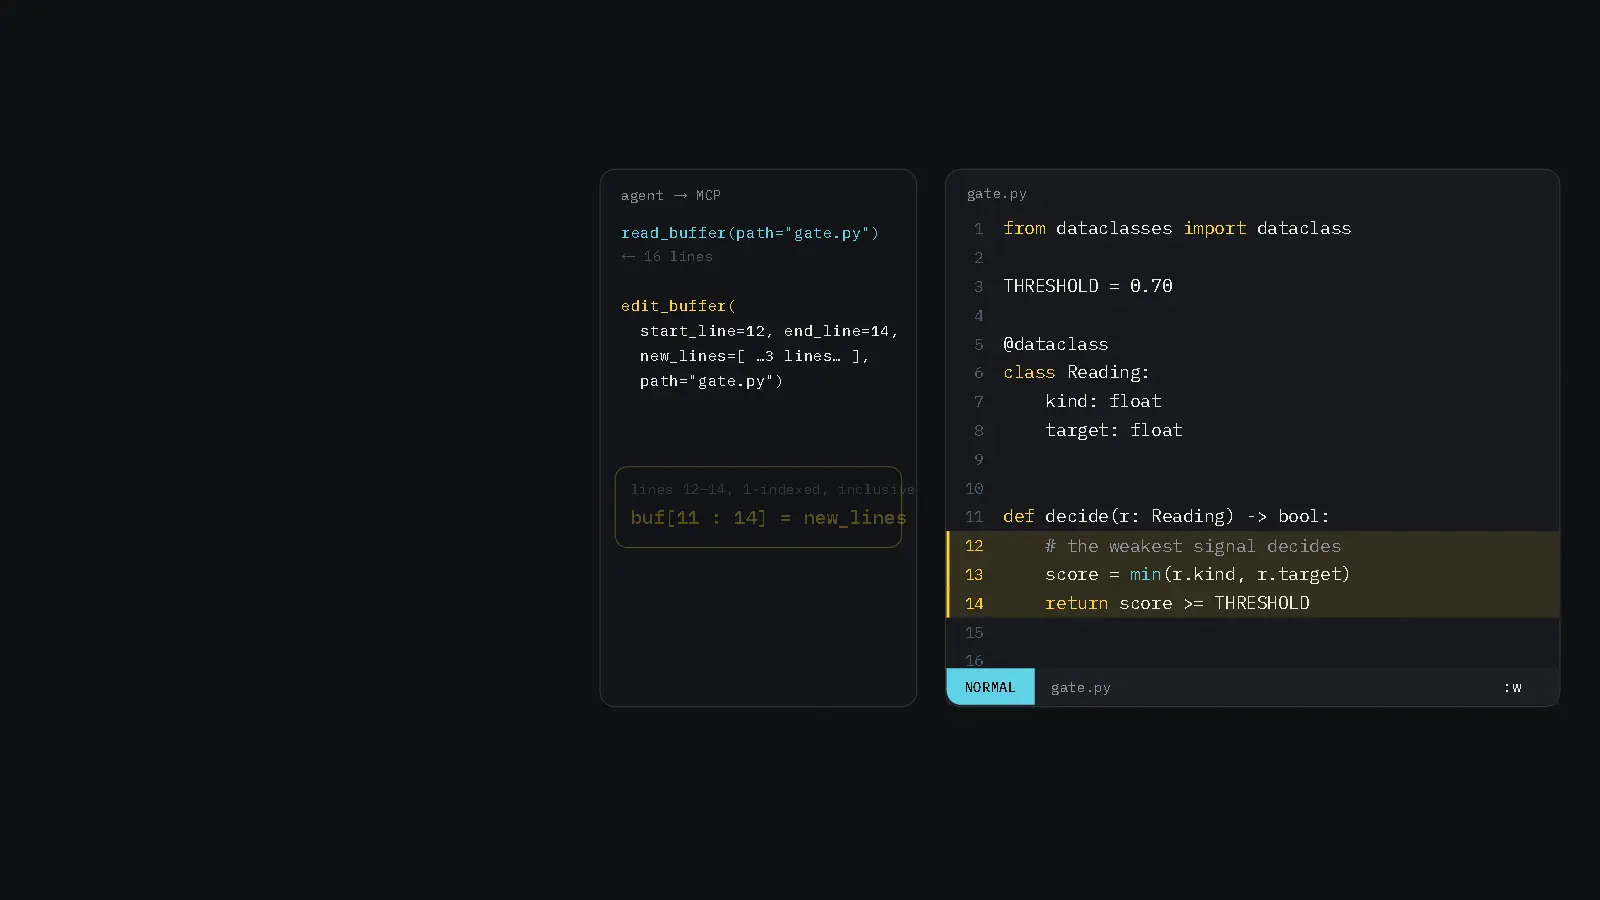 agent → MCP
read_buffer(path="gate.py")
← 16 lines
edit_buffer(
start_line=12, end_line=14,
new_lines=[ …3 lines… ],
path="gate.py")
lines 12–14, 1-indexed, inclusive
buf[11 : 14] = new_lines
gate.py
1 from dataclasses import dataclass
2
3 THRESHOLD = 0.70
4
5 @dataclass
6 class Reading:
7     kind: float
8     target: float
9
10
11 def decide(r: Reading) -> bool:
12     # the weakest signal decides
13     score = min(r.kind, r.target)
14     return score >= THRESHOLD
15
16
NORMAL gate.py :w